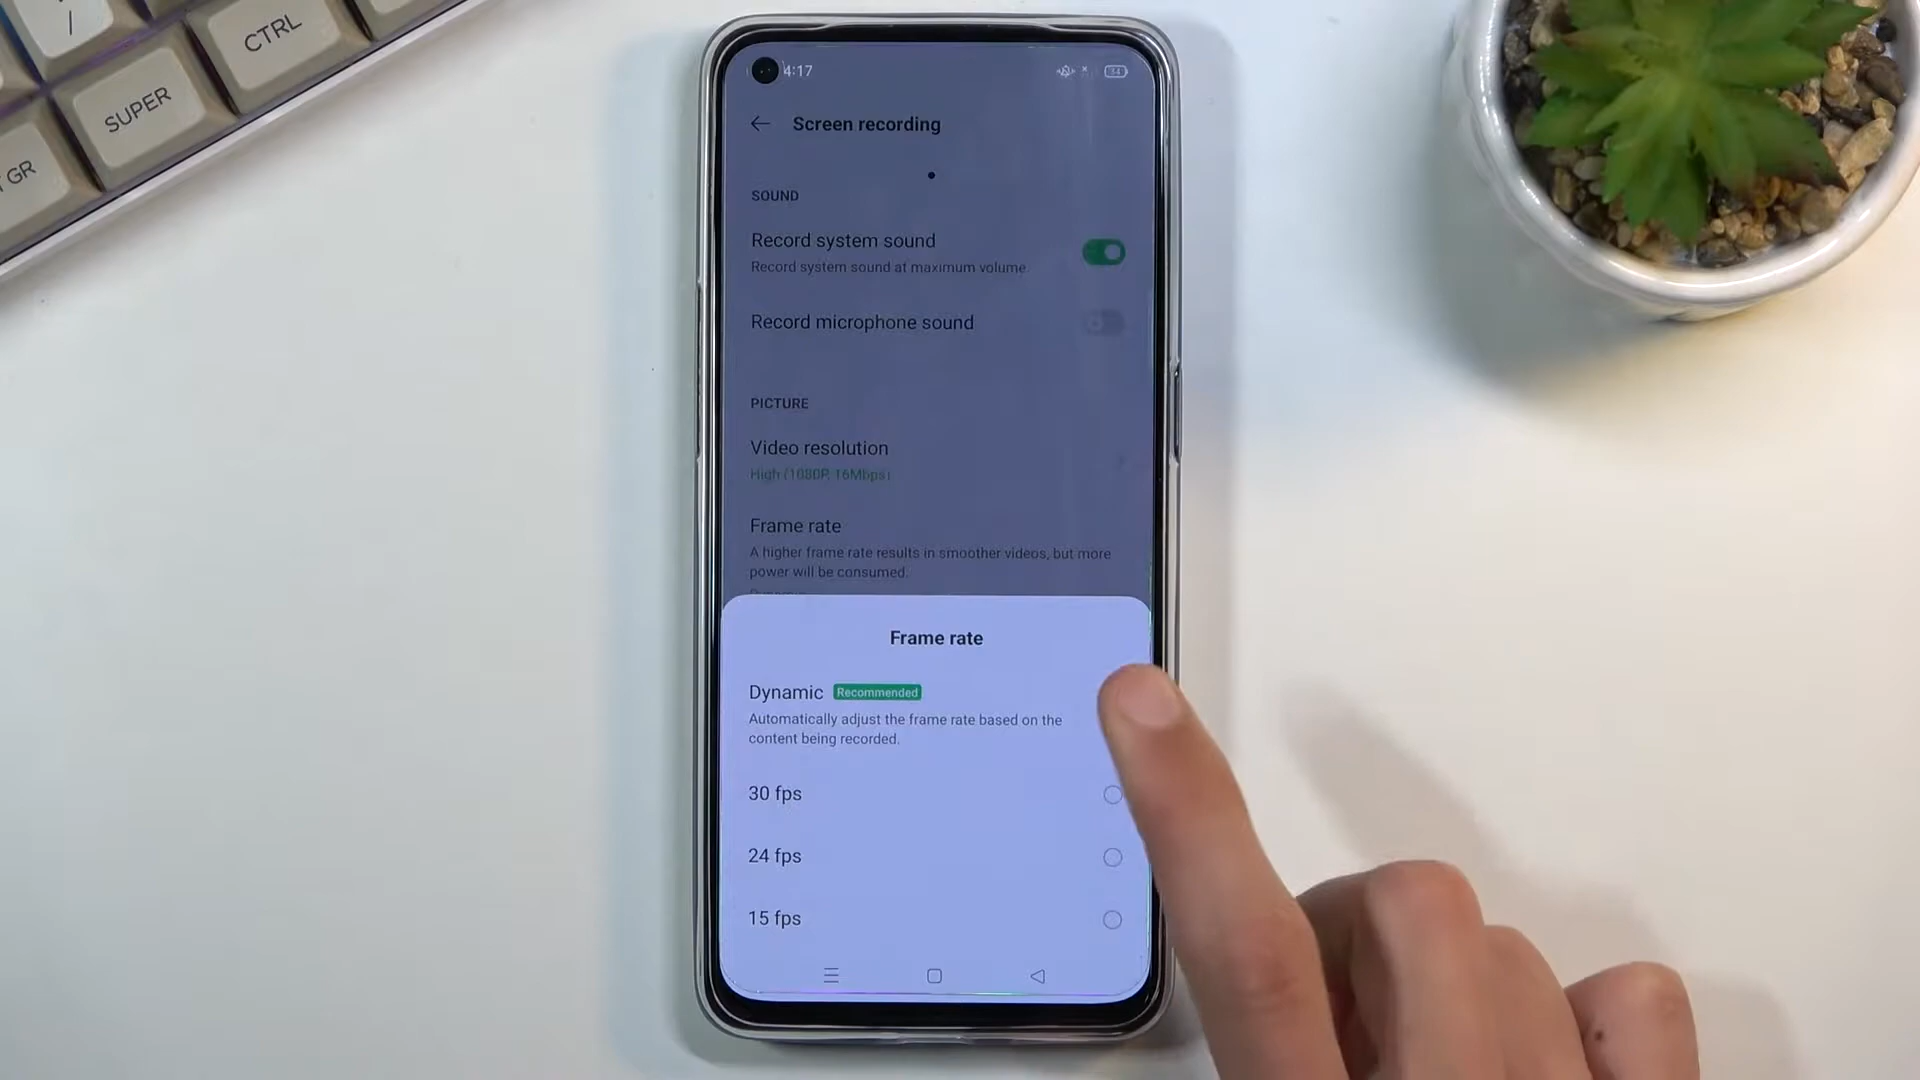 /
CTRL
SUPER
GR
4:17
34
Screen recording
SOUND
Record system sound
Record system sound at maximum volume.
Record microphone sound
PICTURE
Video resolution
High (1080P, 16Mbps)
Frame rate
A higher frame rate results in smoother videos, but more
power will be consumed.
Dynamic
Frame rate
Dynamic Recommended
Automatically adjust the frame rate based on the
content being recorded.
30 fps
24 fps
15 fps